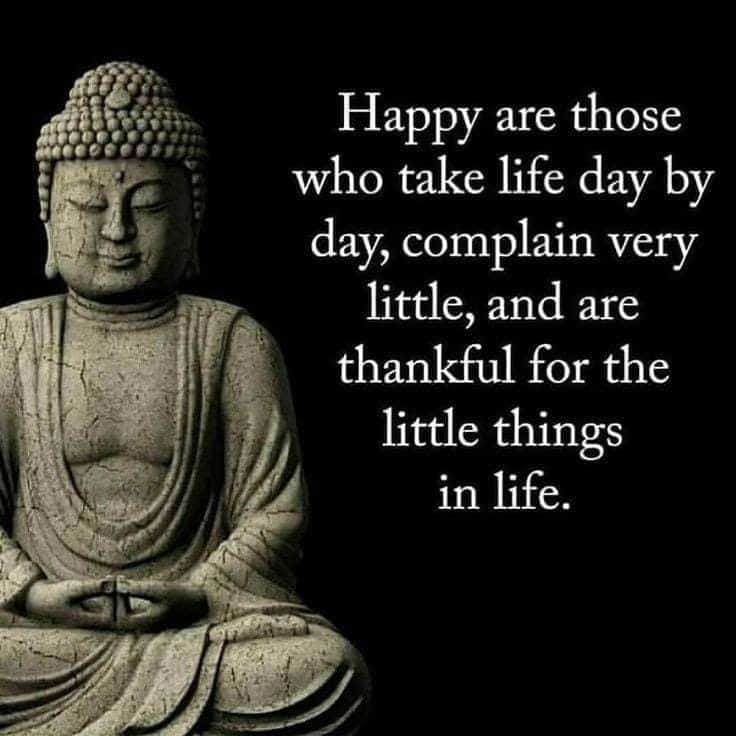 Happy are those
who take life day by
day, complain very
little, and are
thankful for the
little things
in life.